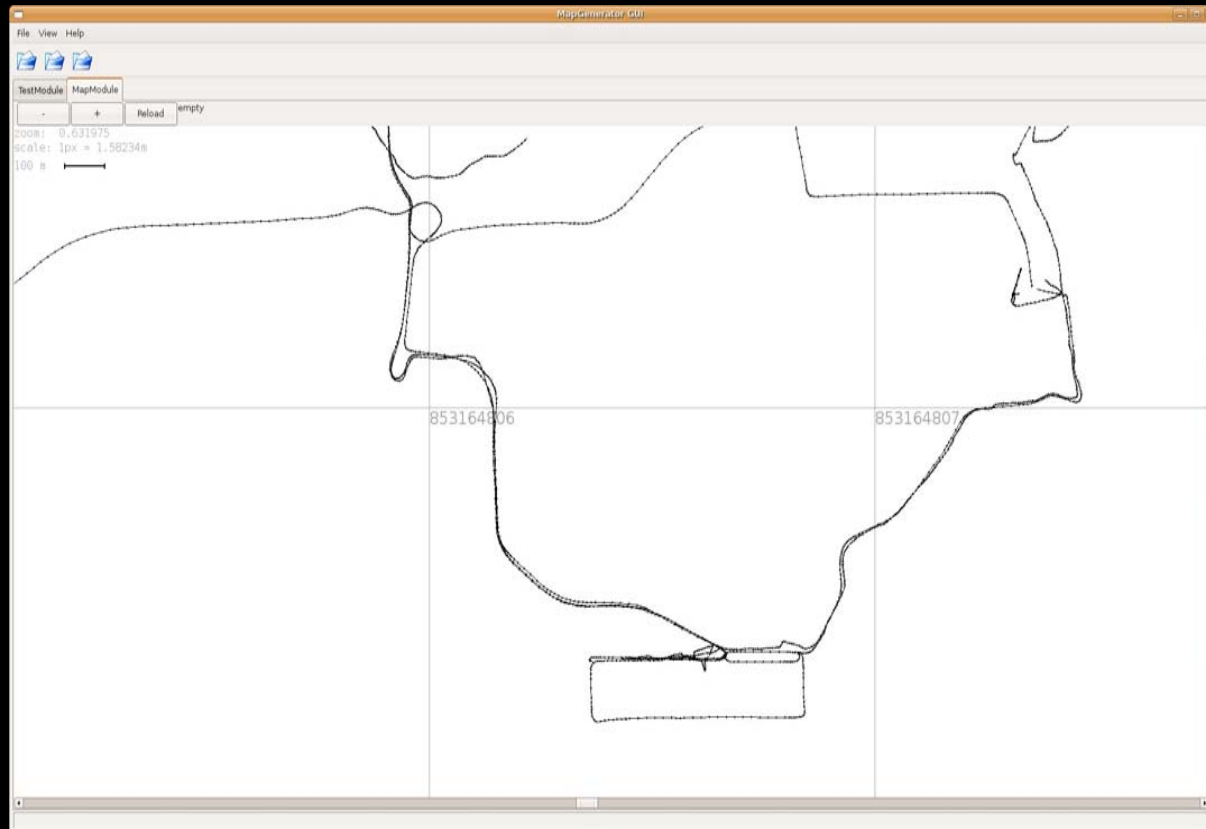 MapGenerator GUI
File View Help
TestModule MapModule
- + Reload empty
zoom: 0.631975
scale: 1px = 1.58234m
100 m
853164806 853164807